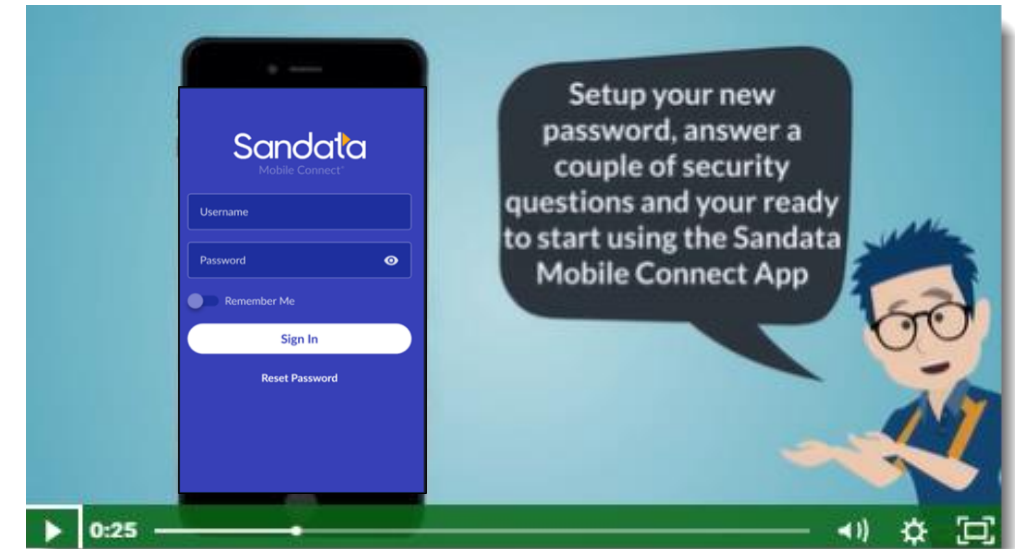 Sandata
Mobile Connect
Username
Password
Remember Me
Sign In
Reset Password
Setup your new
password, answer a
couple of security
questions and your ready
to start using the Sandata
Mobile Connect App
0:25